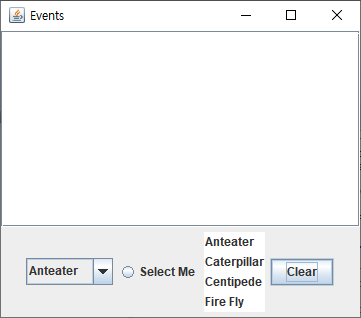 Events
Anteater
Select Me
Anteater
Caterpillar
Centipede
Fire Fly
Clear